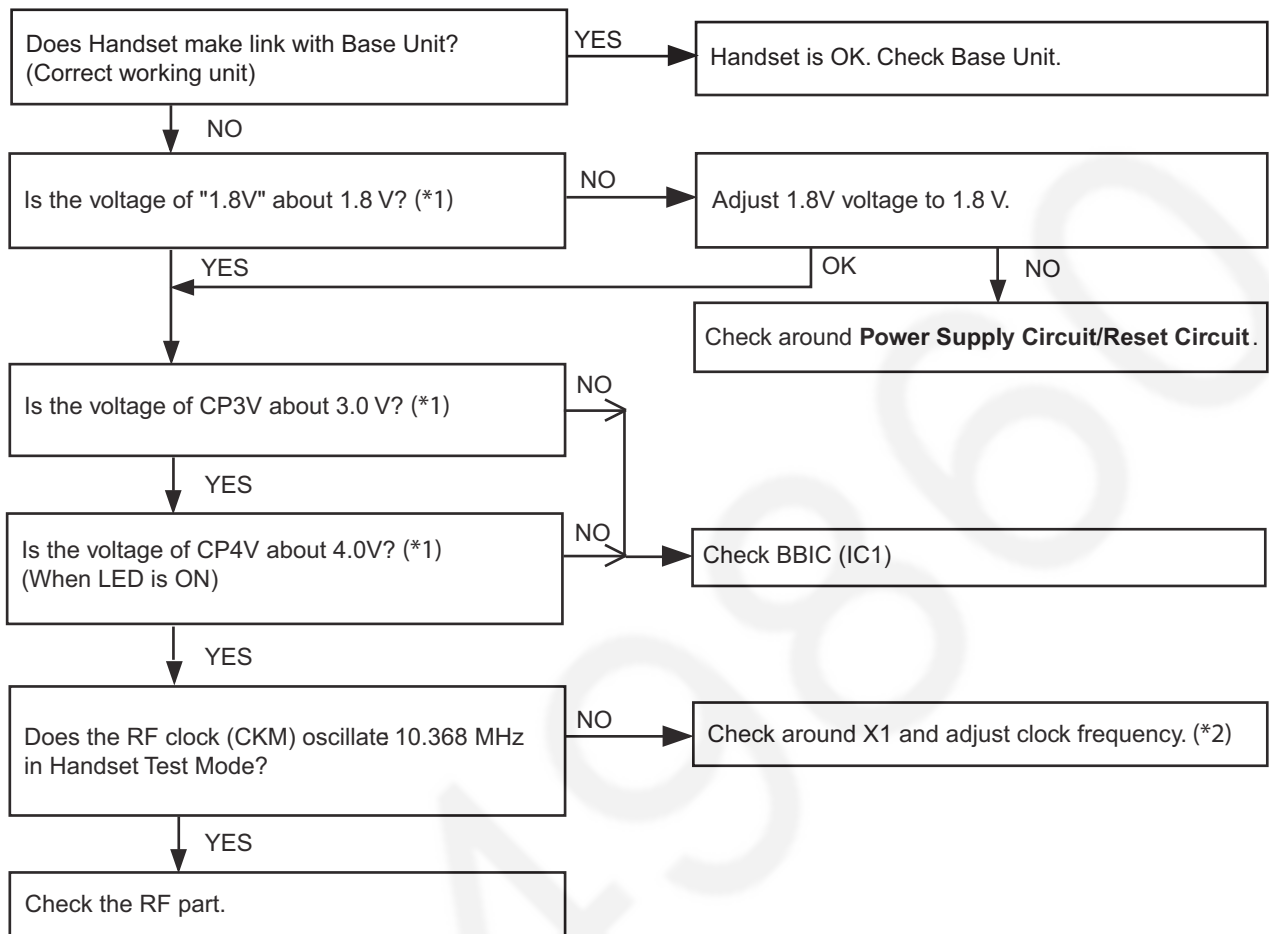 Does Handset make link with Base Unit?
(Correct working unit)
YES
Handset is OK. Check Base Unit.
NO
Is the voltage of "1.8V" about 1.8 V? (*1)
NO
Adjust 1.8V voltage to 1.8 V.
YES
OK
NO
Check around Power Supply Circuit/Reset Circuit.
Is the voltage of CP3V about 3.0 V? (*1)
NO
YES
Is the voltage of CP4V about 4.0V? (*1)
(When LED is ON)
NO
Check BBIC (IC1)
YES
Does the RF clock (CKM) oscillate 10.368 MHz
in Handset Test Mode?
NO
Check around X1 and adjust clock frequency. (*2)
YES
Check the RF part.
49860